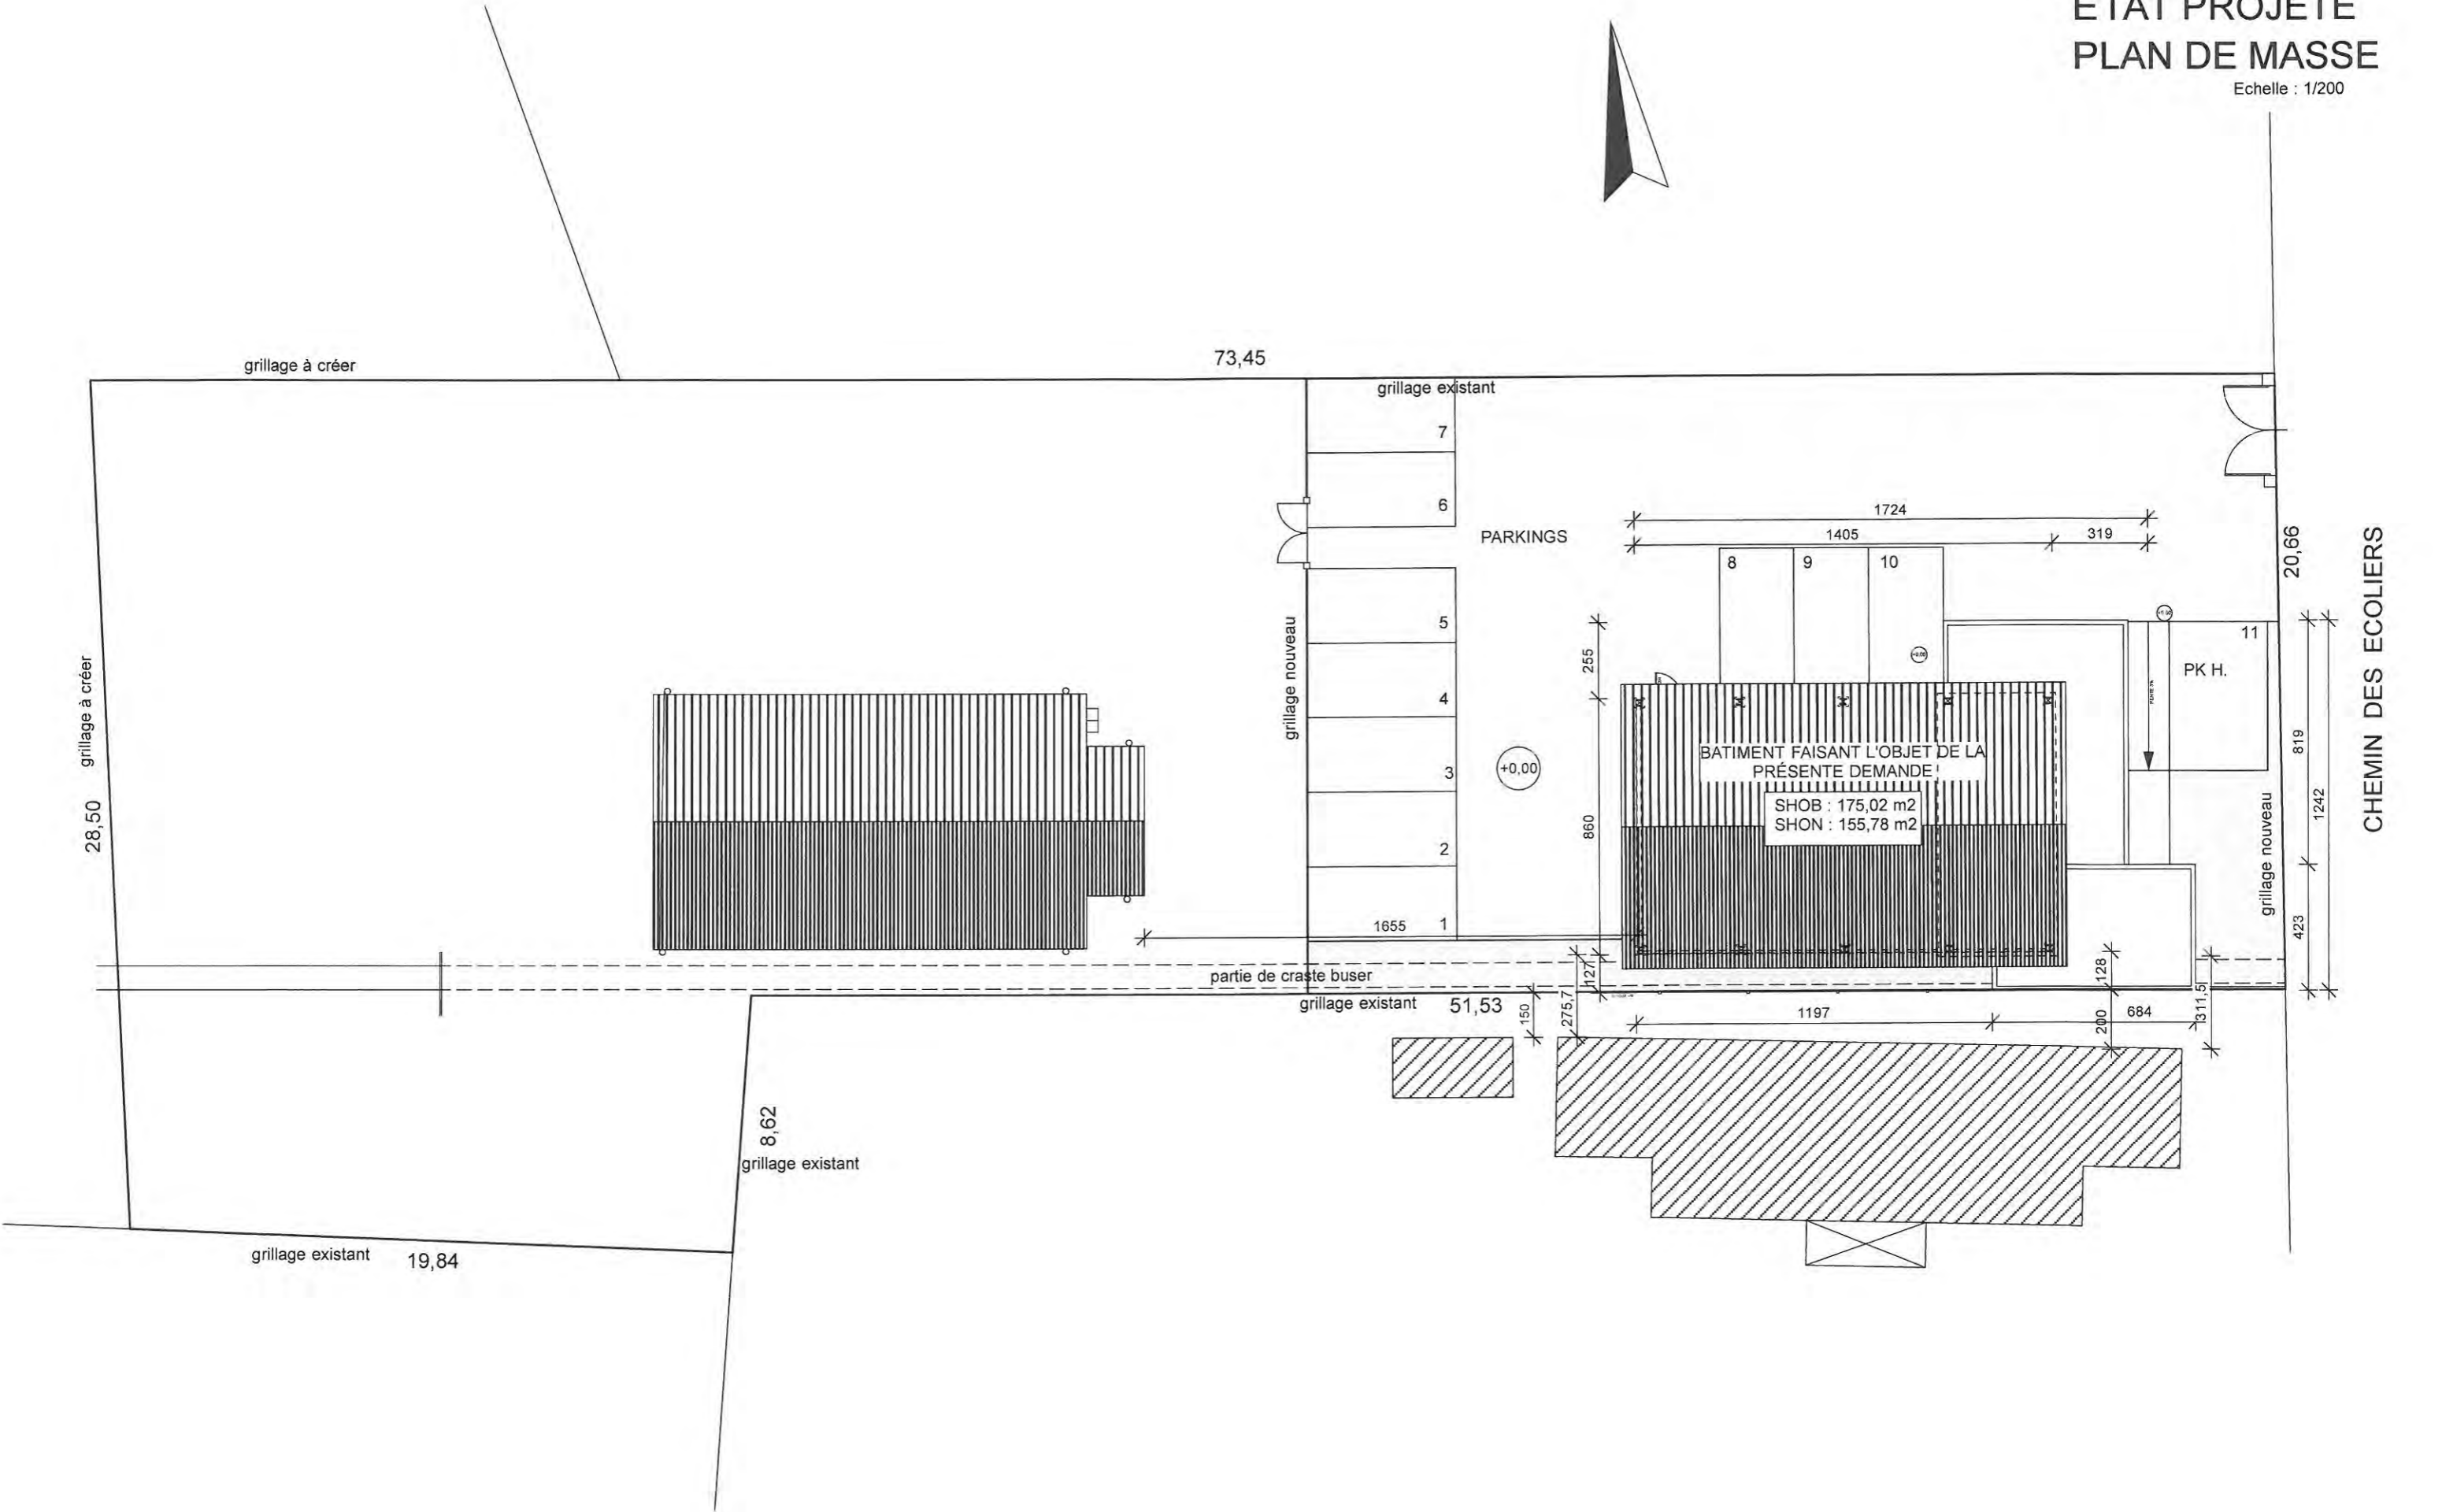 ETAT PROJETE
PLAN DE MASSE
Echelle : 1/200
grillage à créer
73,45
grillage existant
7
6
PARKINGS
1724
1405
319
8
9
10
20,66
CHEMIN DES ECOLIERS
5
255
11
PK H.
grillage nouveau
grillage à créer
28,50
4
3
+0,00
BATIMENT FAISANT L'OBJET DE LA
PRÉSENTE DEMANDE
SHOB : 175,02 m2
SHON : 155,78 m2
860
819
1242
2
grillage nouveau
1655
1
423
partie de craste buser
127
128
grillage existant
51,53
150
275,7
1197
200
684
311,5
8,62
grillage existant
grillage existant
19,84